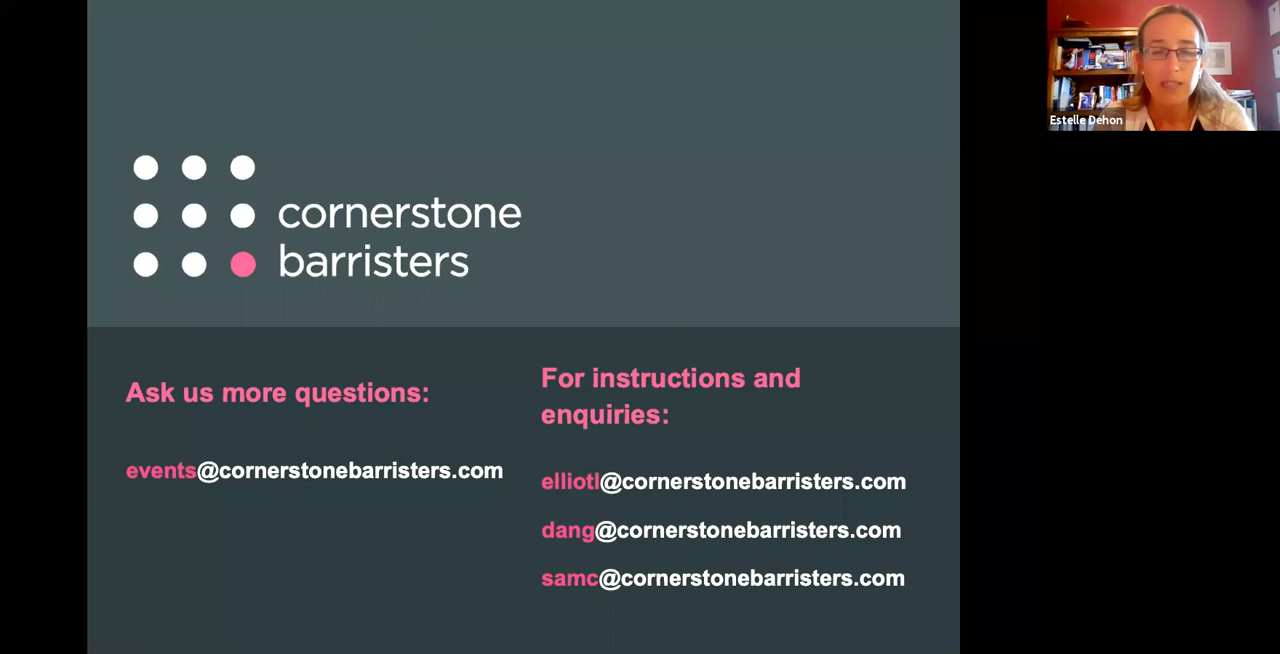 cornerstone
barristers
Ask us more questions:
events@cornerstonebarristers.com
For instructions and
enquiries:
elliotl@cornerstonebarristers.com
dang@cornerstonebarristers.com
samc@cornerstonebarristers.com
Estelle Dehon